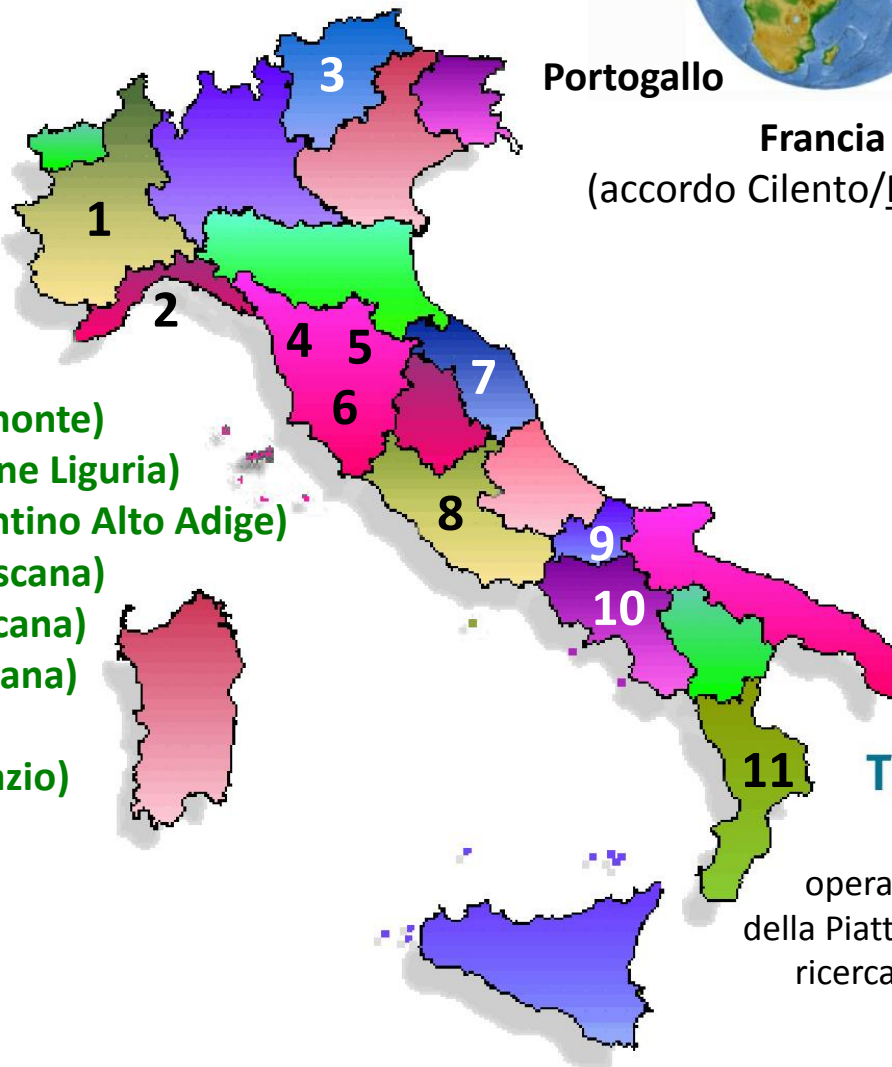 Portogallo
Francia
(accordo Cilento/
3
1
2
4 5
6
7
8
9
10
11
monte)
ne Liguria)
ntino Alto Adige)
scana)
cana)
ana)
zio)
T
opera
della Piatt
ricerca